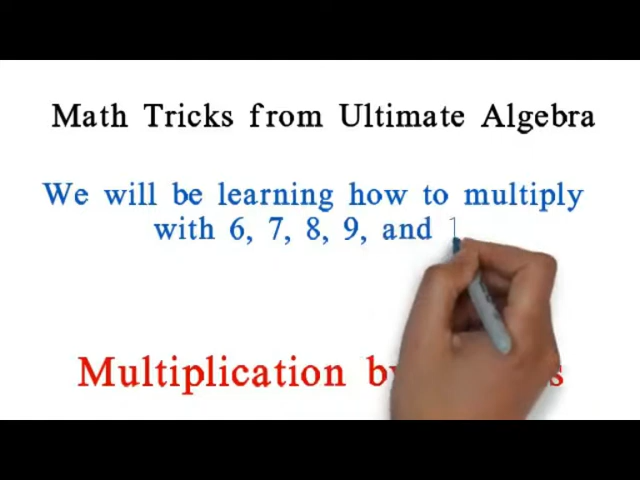 Math Tricks from Ultimate Algebra
We will be learning how to multiply
with 6, 7, 8, 9, and
Multiplication